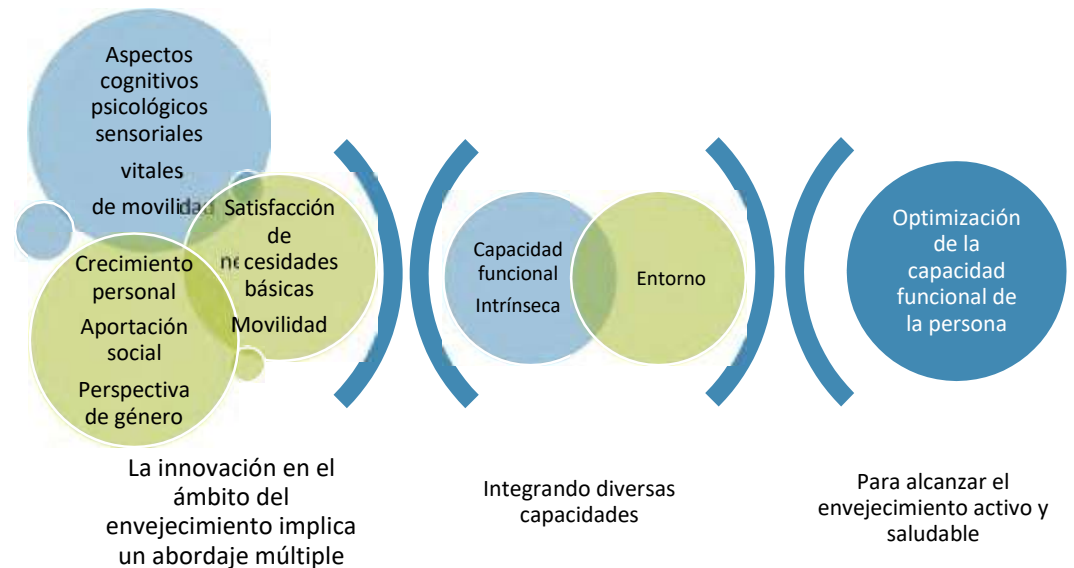 Aspectos
cognitivos
psicológicos
sensoriales
vitales
de movilidad
Satisfacción
de
necesidades
básicas
Movilidad
Crecimiento
personal
Aportación
social
Perspectiva
de género
La innovación en el
ámbito del
envejecimiento implica
un abordaje múltiple
Capacidad
funcional
Intrínseca
Entorno
Integrando diversas
capacidades
Optimización
de la
capacidad
funcional de
la persona
Para alcanzar el
envejecimiento activo y
saludable